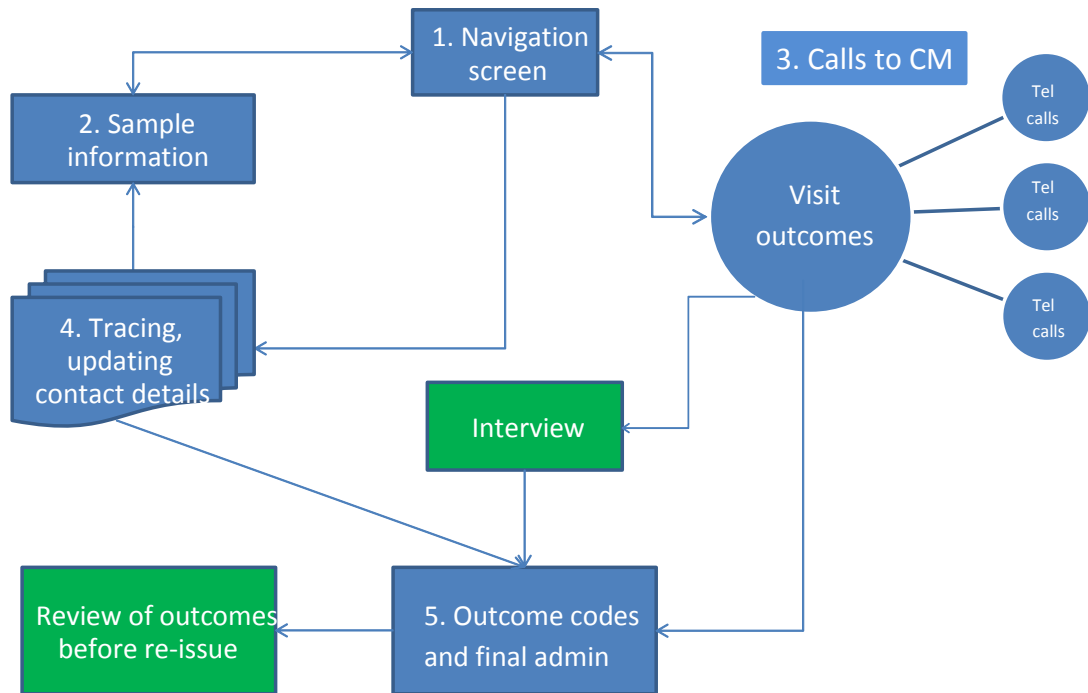 1. Navigation
screen
3. Calls to CM
Tel
calls
2. Sample
information
Visit
outcomes
Tel
calls
Tel
calls
4. Tracing,
updating
contact details
Interview
Review of outcomes
before re-issue
5. Outcome codes
and final admin